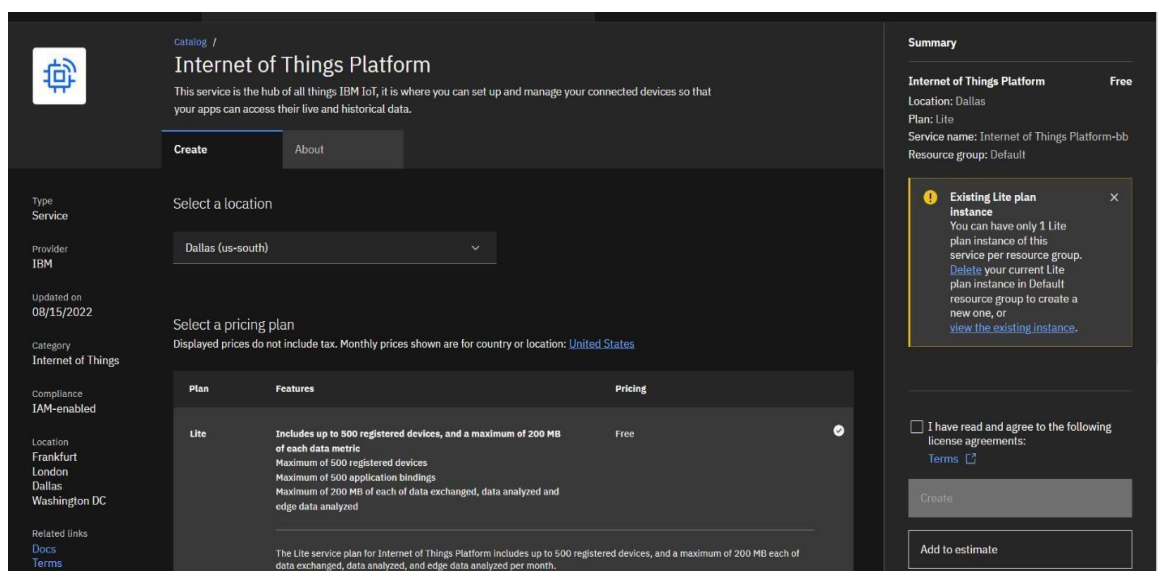 Catalog /
Internet of Things Platform
This service is the hub of all things IBM IoT, it is where you can set up and manage your connected devices so that
your apps can access their live and historical data.
Create
About
Type
Service
Provider
IBM
Updated on
08/15/2022
Category
Internet of Things
Compliance
IAM-enabled
Location
Frankfurt
London
Dallas
Washington DC
Related links
Docs
Terms
Select a location
Dallas (us-south)
Select a pricing plan
Displayed prices do not include tax. Monthly prices shown are for country or location: United States
Plan Features Pricing
Lite Includes up to 500 registered devices, and a maximum of 200 MB Free
of each data metric
Maximum of 500 registered devices
Maximum of 500 application bindings
Maximum of 200 MB of each of data exchanged, data analyzed and
edge data analyzed
The Lite service plan for Internet of Things Platform includes up to 500 registered devices, and a maximum of 200 MB each of
data exchanged, data analyzed, and edge data analyzed per month.
Summary
Internet of Things Platform Free
Location: Dallas
Plan: Lite
Service name: Internet of Things Platform-bb
Resource group: Default
Existing Lite plan
instance
You can have only 1 Lite
plan instance of this
service per resource group.
Delete your current Lite
plan instance in Default
resource group to create a
new one, or
view the existing instance.
I have read and agree to the following
license agreements:
Terms
Create
Add to estimate